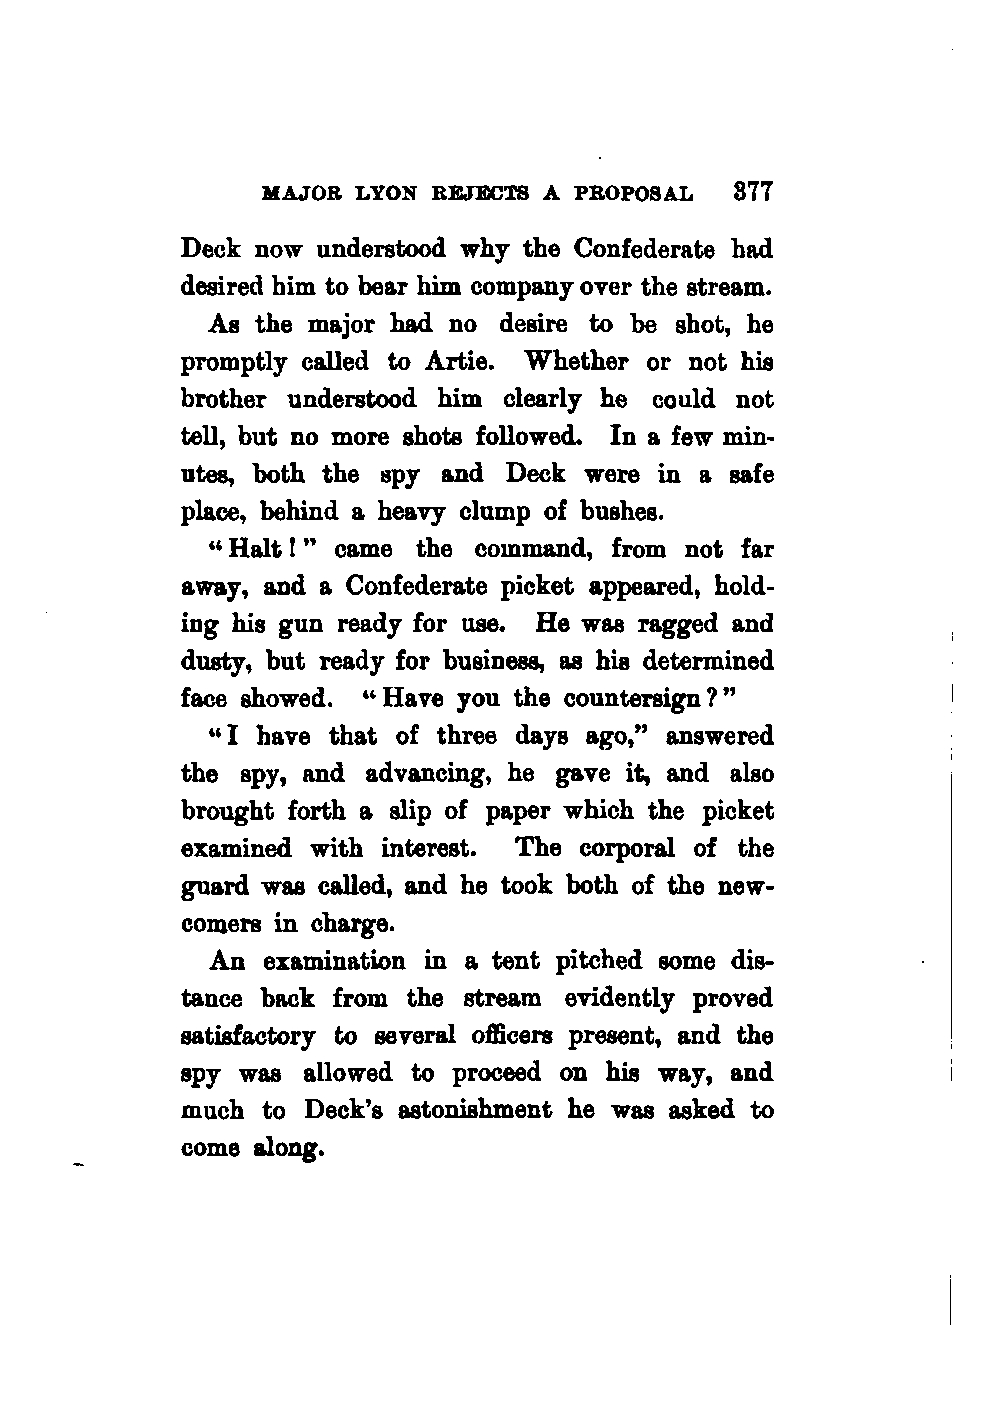 MAJOR LYON REJECTS A PROPOSAL 377
Deck now understood why the Confederate had
desired him to bear him company over the stream.
As the major had no desire to be shot, he
promptly called to Artie. Whether or not his
brother understood him clearly he could not
tell, but no more shots followed. In a few min-
utes, both the spy and Deck were in a safe
place, behind a heavy clump of bushes.
“Halt!” came the command, from not far
away, and a Confederate picket appeared, hold-
ing his gun ready for use. He was ragged and
dusty, but ready for business, as his determined
face showed. “Have you the countersign?”
“I have that of three days ago,” answered
the spy, and advancing, he gave it, and also
brought forth a slip of paper which the picket
examined with interest. The corporal of the
guard was called, and he took both of the new-
comers in charge.
An examination in a tent pitched some dis-
tance back from the stream evidently proved
satisfactory to several officers present, and the
spy was allowed to proceed on his way, and
much to Deck’s astonishment he was asked to
come along.